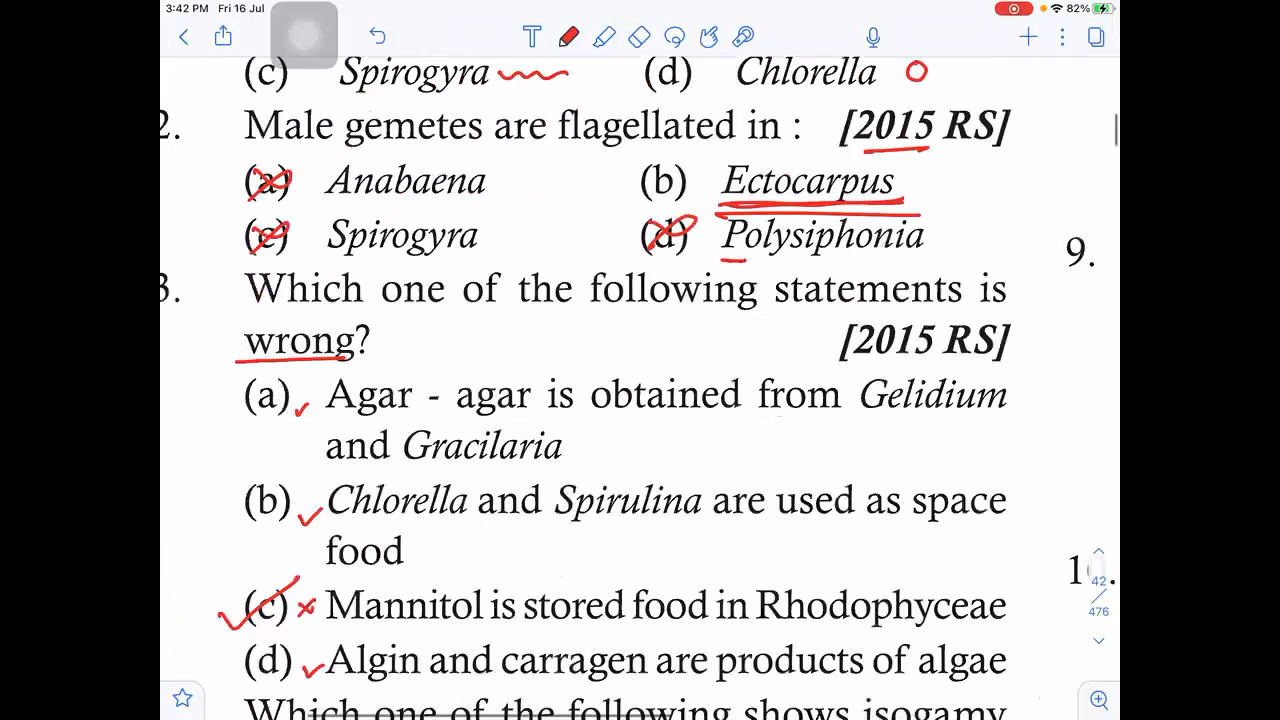 3:42 PM Fri 16 Jul
82%
T
(c) Spirogyra (d) Chlorella
2. Male gemetes are flagellated in : [2015 RS]
(a) Anabaena (b) Ectocarpus
(c) Spirogyra (d) Polysiphonia
9.
3. Which one of the following statements is
wrong? [2015 RS]
(a) Agar - agar is obtained from Gelidium
and Gracilaria
(b) Chlorella and Spirulina are used as space
food
(c) Mannitol is stored food in Rhodophyceae
(d) Algin and carragen are products of algae
42
476
Which one of the following shows isogamy